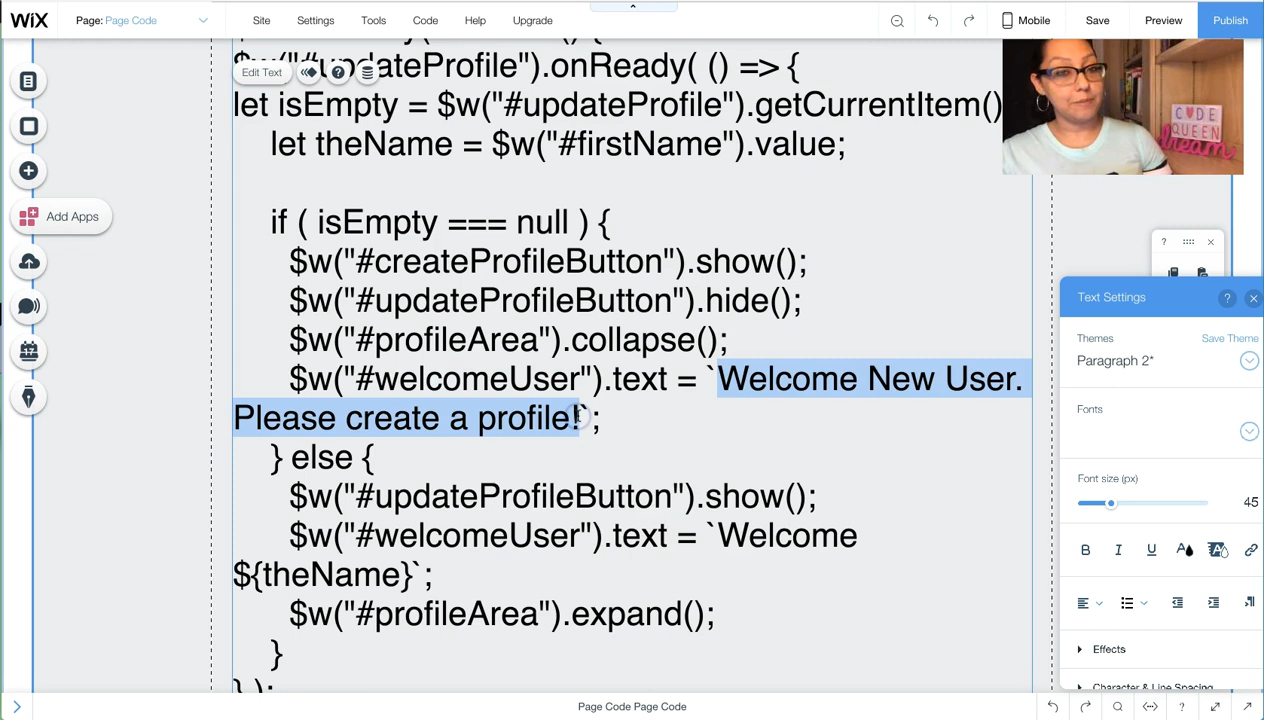 WiX Page: Page Code Site Settings Tools Code Help Upgrade Mobile Save Preview Publish
Edit Text ?
$w("#updateProfile").onReady( () => {
let isEmpty = $w("#updateProfile").getCurrentItem()
let theName = $w("#firstName").value;
Add Apps
if ( isEmpty === null ) {
$w("#createProfileButton").show();
$w("#updateProfileButton").hide();
$w("#profileArea").collapse();
$w("#welcomeUser").text = `Welcome New User.
Please create a profile!`;
} else {
$w("#updateProfileButton").show();
$w("#welcomeUser").text = `Welcome
${theName}`;
$w("#profileArea").expand();
}
} );
CODE
QUEEN
dream
?
Text Settings ?
Themes Save Theme
Paragraph 2*
Fonts
Font size (px)
45
B I U A A
Effects
Character & Line Spacing
Page Code Page Code ?